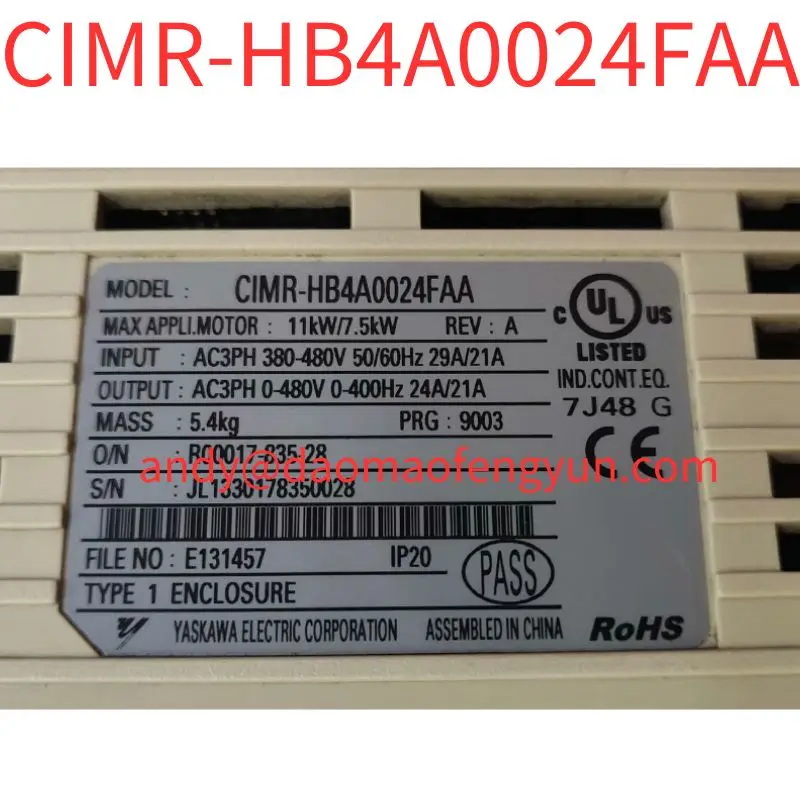 CIMR-HB4A0024FAA
MODEL : CIMR-HB4A0024FAA
MAX APPLI.MOTOR : 11kW/7.5kW REV : A
INPUT : AC3PH 380-480V 50/60Hz 29A/21A
OUTPUT : AC3PH 0-480V 0-400Hz 24A/21A
MASS : 5.4kg PRG : 9003
O/N :
S/N :
andy@daomaofengyun.com
FILE NO : E131457 IP20
PASS
TYPE 1 ENCLOSURE
YASKAWA ELECTRIC CORPORATION ASSEMBLED IN CHINA RoHS
C UL US
LISTED
IND.CONT.EQ.
7J48 G
CE